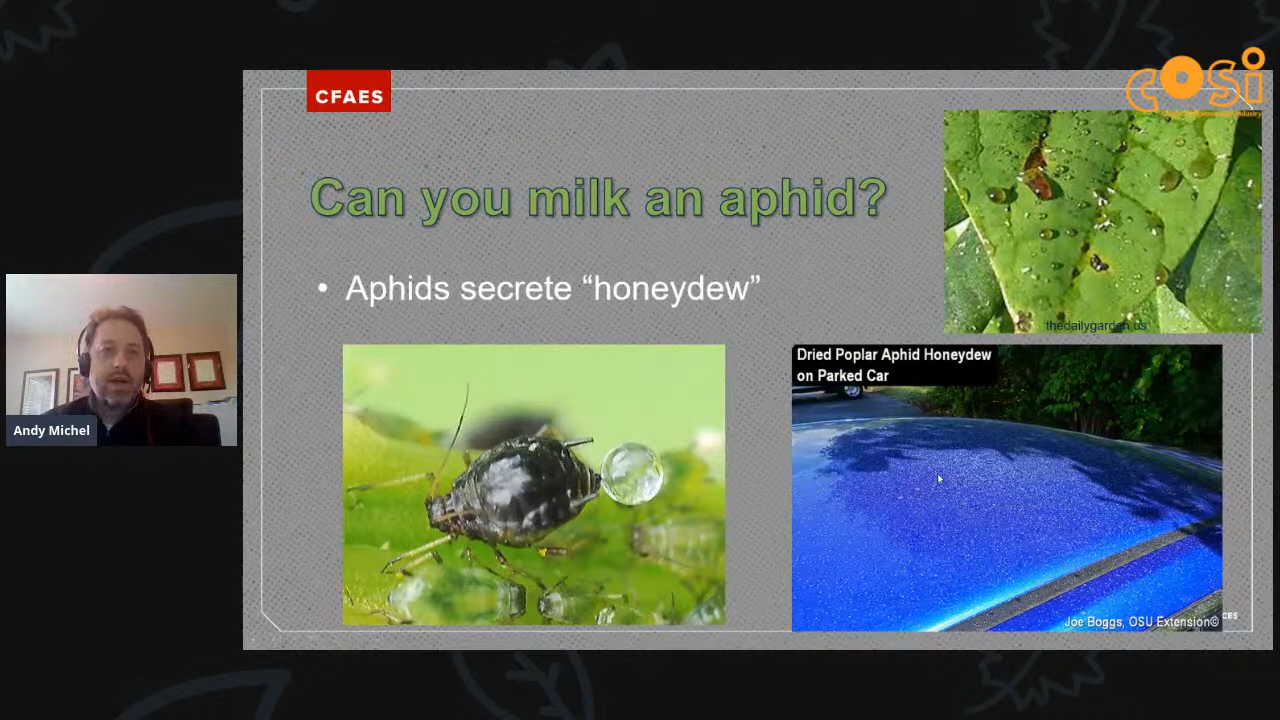 CFAES
cosi
Can you milk an aphid?
• Aphids secrete “honeydew”
thedailygarden.us
Dried Poplar Aphid Honeydew
on Parked Car
Andy Michel
Joe Boggs, OSU Extension©